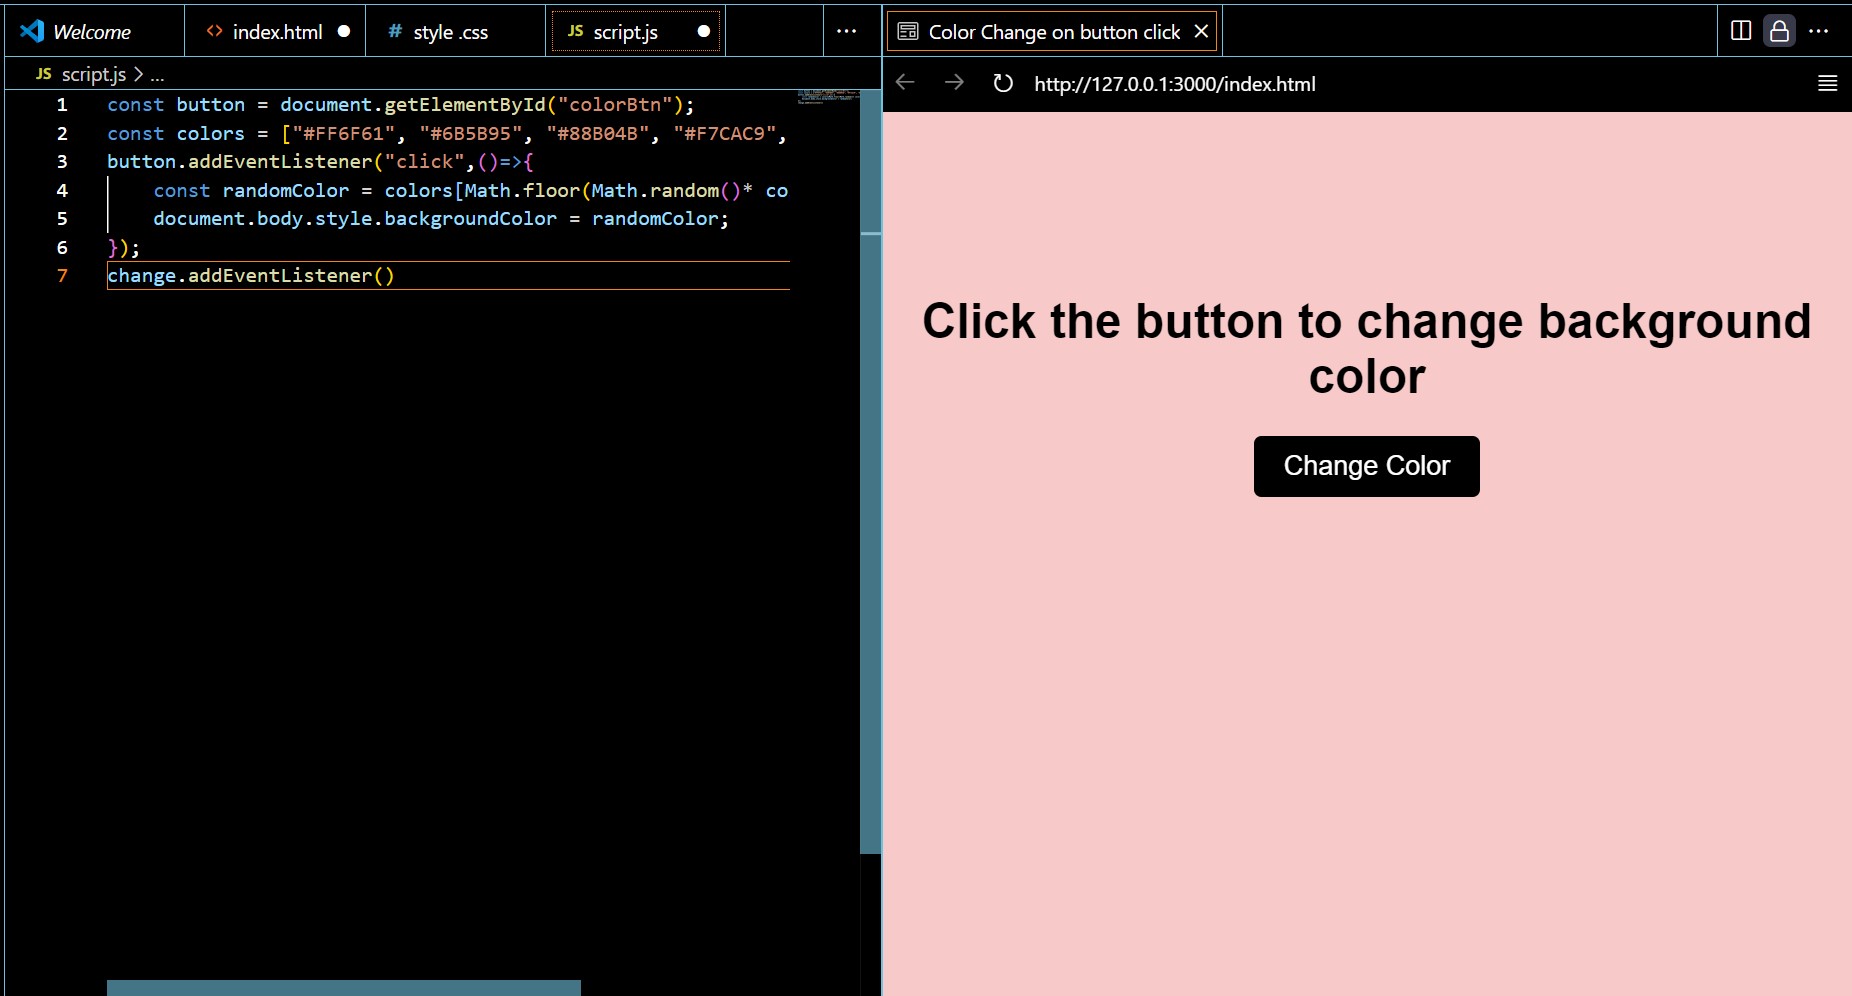 Welcome
index.html
style .css
JS script.js
JS script.js > ...
1 const button = document.getElementById("colorBtn");
2 const colors = ["#FF6F61", "#6B5B95", "#88B04B", "#F7CAC9",
3 button.addEventListener("click",()=>{
4 const randomColor = colors[Math.floor(Math.random()* co
5 document.body.style.backgroundColor = randomColor;
6 });
7 change.addEventListener()
Color Change on button click
http://127.0.0.1:3000/index.html
Click the button to change background
color
Change Color